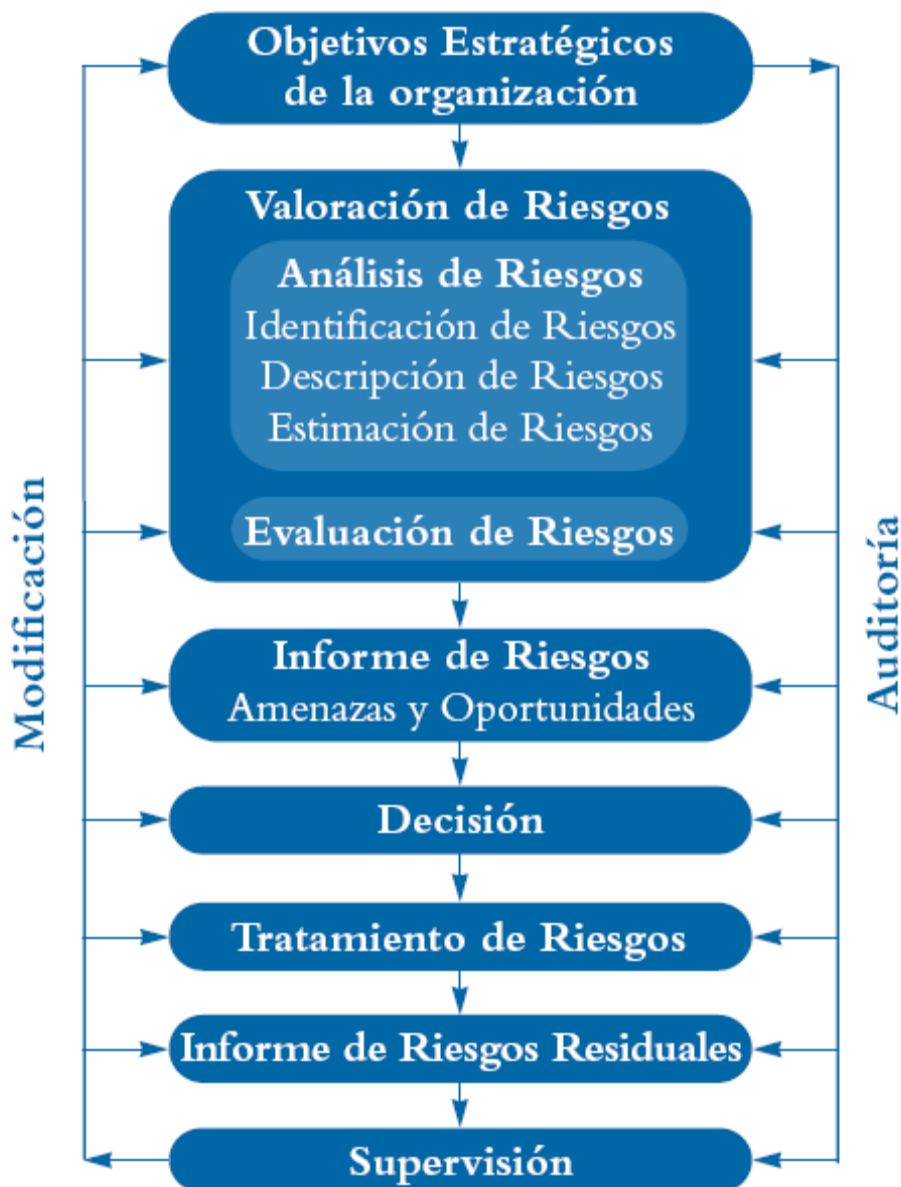 Objetivos Estratégicos
de la organización
Valoración de Riesgos
Análisis de Riesgos
Identificación de Riesgos
Descripción de Riesgos
Estimación de Riesgos
Evaluación de Riesgos
Informe de Riesgos
Amenazas y Oportunidades
Decisión
Tratamiento de Riesgos
Informe de Riesgos Residuales
Supervisión
Modificación
Auditoría